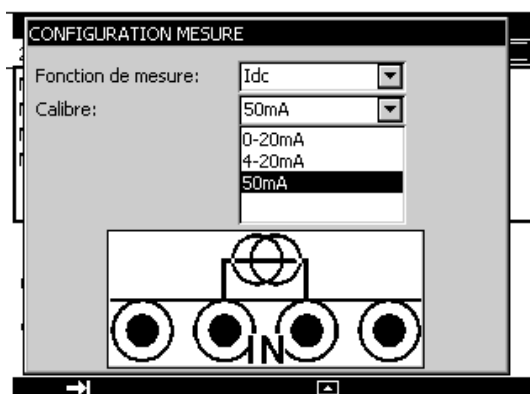 CONFIGURATION MESURE
Fonction de mesure: Idc
Calibre: 50mA
0-20mA
4-20mA
50mA
IN